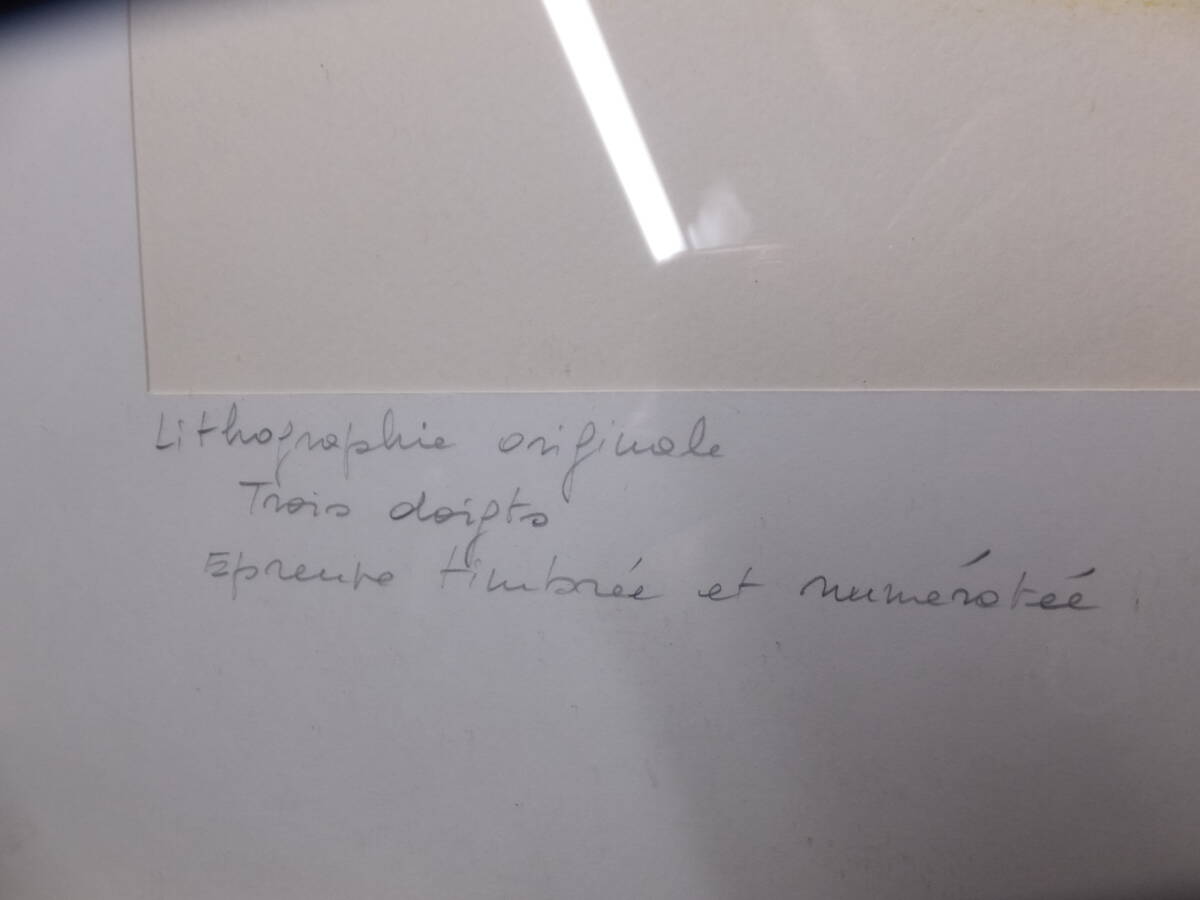 Lithographie originale
Trois doigts
Epreuve timbrée et numérotée